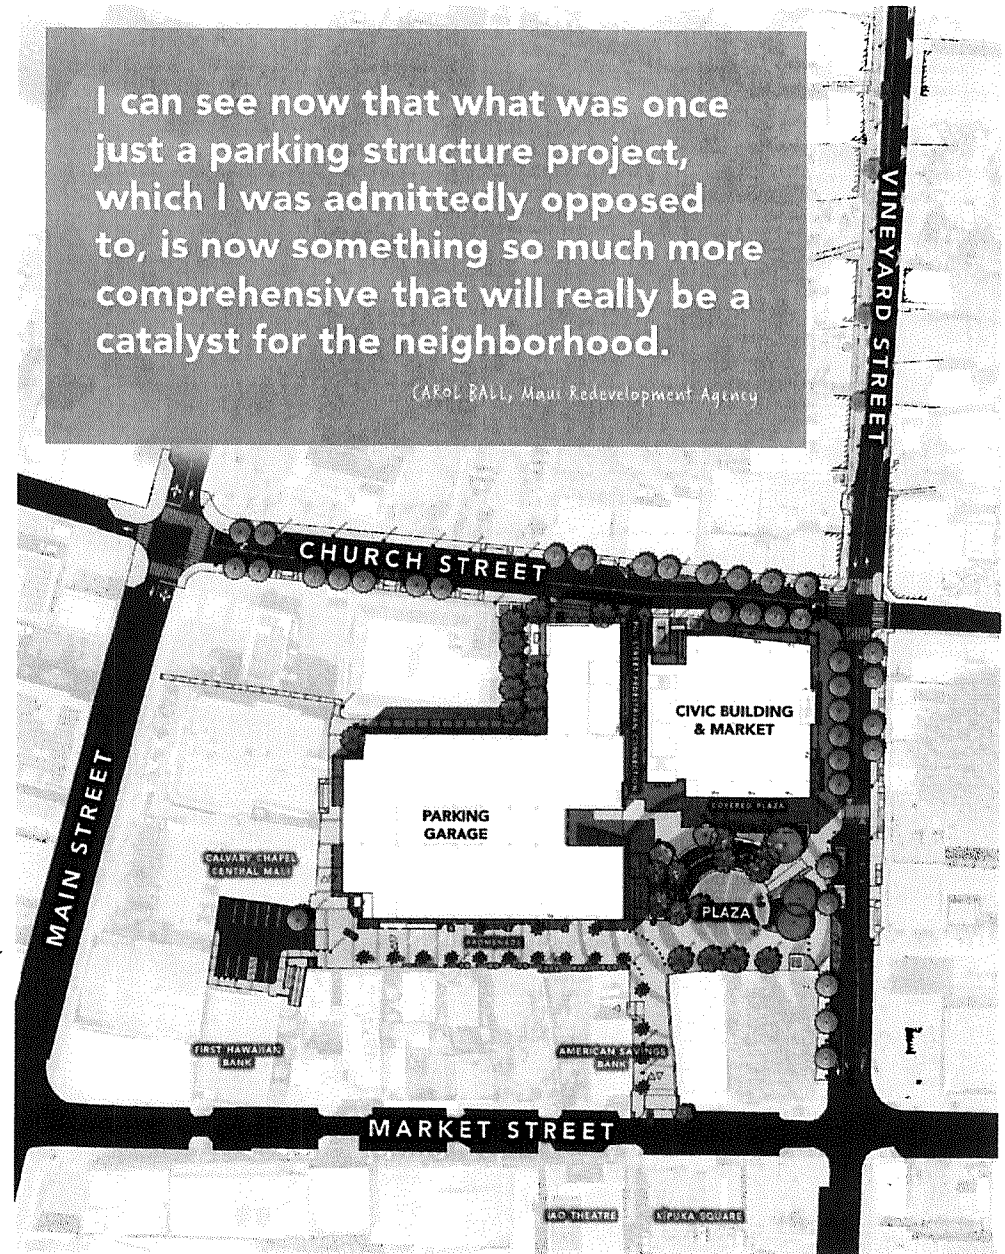 I can see now that what was once
just a parking structure project,
which I was admittedly opposed
to, is now something so much more
comprehensive that will really be a
catalyst for the neighborhood.
CAROL BALL, Maui Redevelopment Agency
VINEYARD STREET
CHURCH STREET
CIVIC BUILDING
& MARKET
COVERED PLAZA
PARKING
GARAGE
MAIN STREET
CALVARY CHAPEL
CENTRAL MAUI
PLAZA
PROMENADE
FIRST HAWAIIAN
BANK
AMERICAN SAVINGS
BANK
MARKET STREET
IAO THEATRE
KIPUKA SQUARE